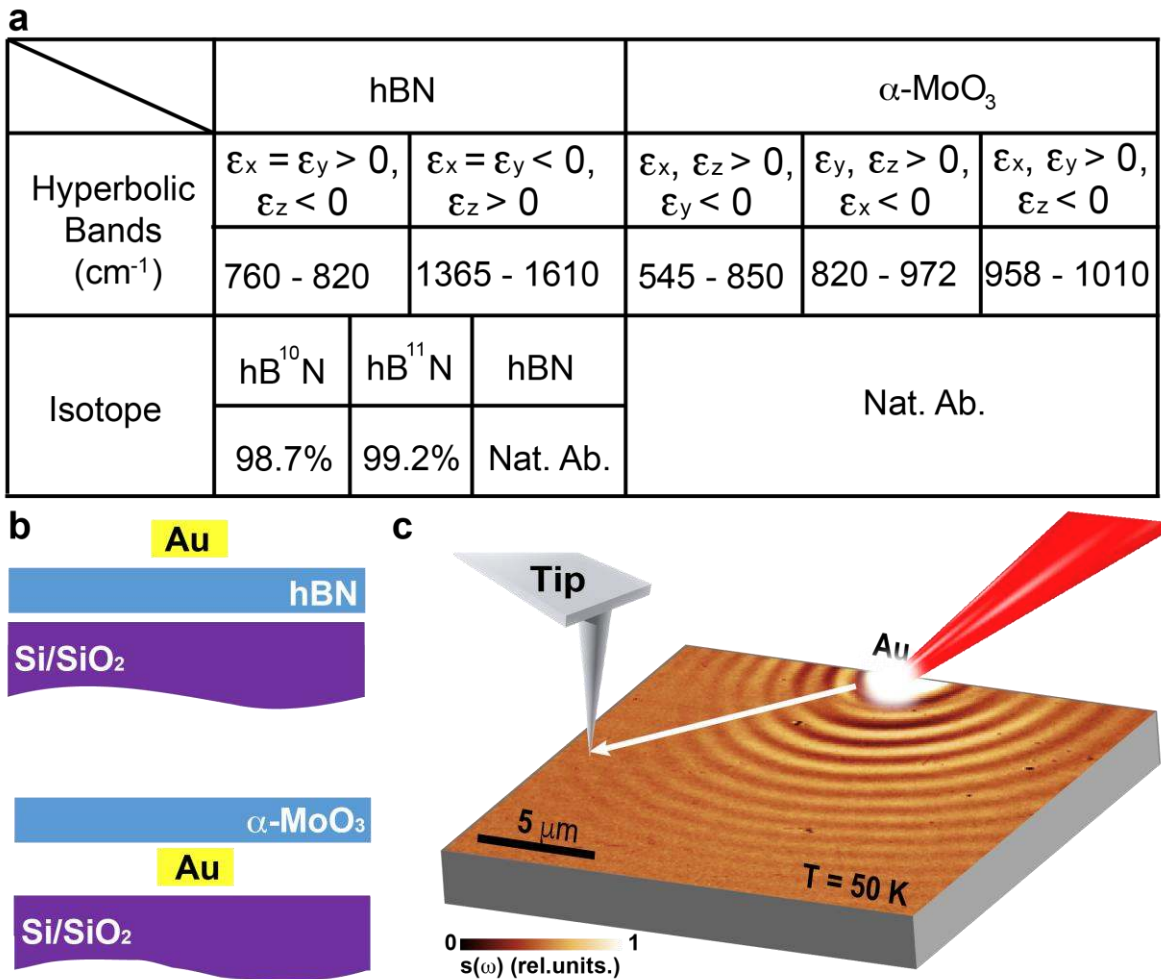 a
hBN
α-MoO₃
Hyperbolic
Bands
(cm⁻¹)
εx = εy > 0,
εz < 0
εx = εy < 0,
εz > 0
εx, εz > 0,
εy < 0
εy, εz > 0,
εx < 0
εx, εy > 0,
εz < 0
760 - 820
1365 - 1610
545 - 850
820 - 972
958 - 1010
Isotope
hB¹⁰N
hB¹¹N
hBN
98.7%
99.2%
Nat. Ab.
Nat. Ab.
b
Au
hBN
Si/SiO₂
α-MoO₃
Au
Si/SiO₂
c
Tip
Au
5 μm
T = 50 K
0
1
s(ω) (rel.units.)